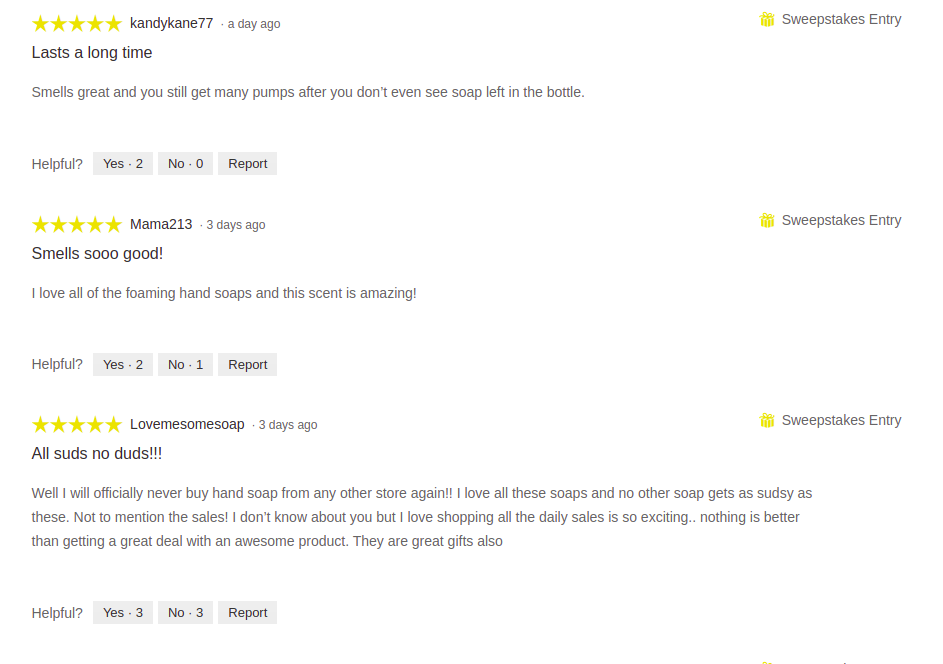 kandykane77 · a day ago
Sweepstakes Entry
Lasts a long time
Smells great and you still get many pumps after you don’t even see soap left in the bottle.
Helpful? Yes · 2 No · 0 Report
Mama213 · 3 days ago
Sweepstakes Entry
Smells sooo good!
I love all of the foaming hand soaps and this scent is amazing!
Helpful? Yes · 2 No · 1 Report
Lovemesomesoap · 3 days ago
Sweepstakes Entry
All suds no duds!!!
Well I will officially never buy hand soap from any other store again!! I love all these soaps and no other soap gets as sudsy as
these. Not to mention the sales! I don’t know about you but I love shopping all the daily sales is so exciting.. nothing is better
than getting a great deal with an awesome product. They are great gifts also
Helpful? Yes · 3 No · 3 Report